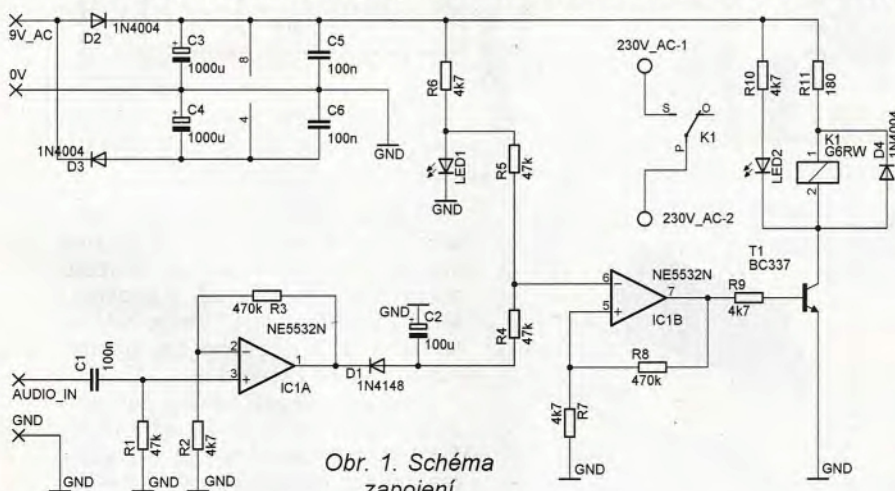 9V_AC
D2
1N4004
0V
C3
1000u
8
C5
100n
C4
1000u
4
C6
100n
1N4004
D3
GND
R6
4k7
LED1
GND
R5
47k
230V_AC-1
S
O
P
K1
230V_AC-2
R10
4k7
R11
180
LED2
K1
G6RW
1
2
D4
1N4004
T1
BC337
NE5532N
6
5
7
IC1B
R9
4k7
R4
47k
R8
470k
R7
4k7
GND
GND
470k
R3
NE5532N
2
3
1
IC1A
D1
1N4148
GND
C2
100u
C1
100n
AUDIO_IN
GND
R1
47k
R2
4k7
GND
GND
GND
Obr. 1. Schéma
zapojení